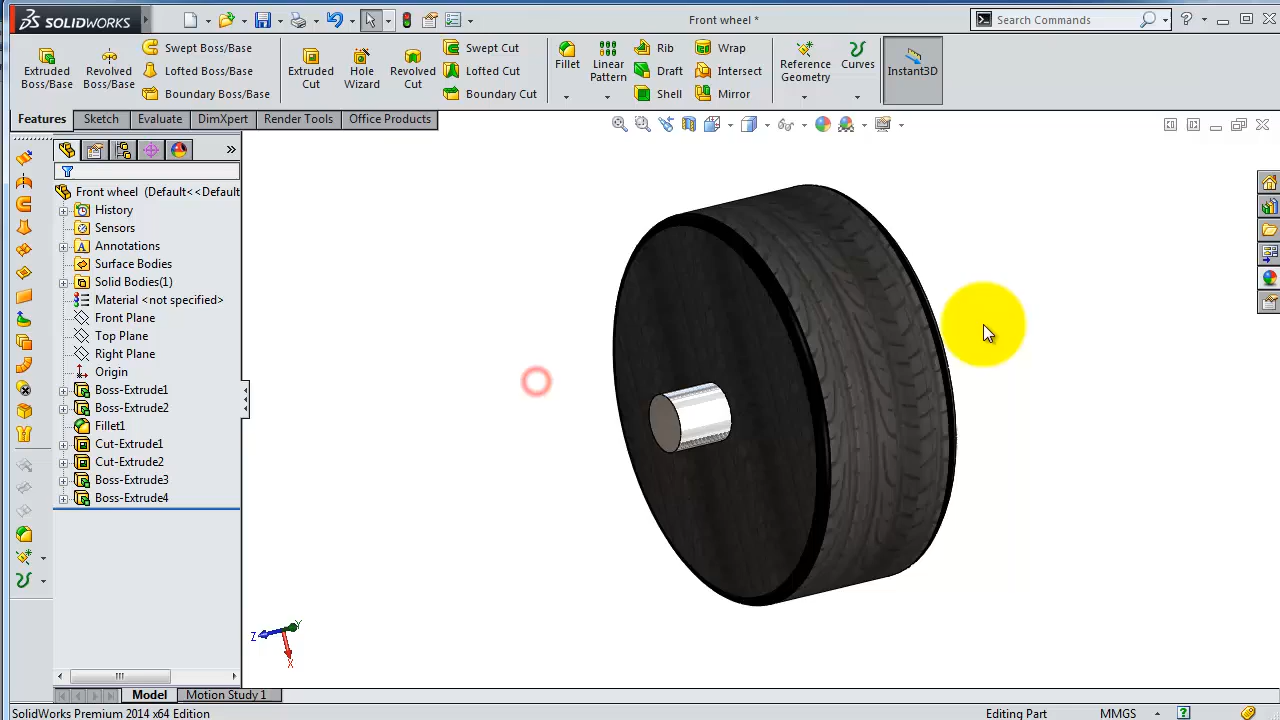 SOLIDWORKS
Front wheel *
Search Commands
Extruded Boss/Base
Revolved Boss/Base
Swept Boss/Base
Lofted Boss/Base
Boundary Boss/Base
Extruded Cut
Hole Wizard
Revolved Cut
Swept Cut
Lofted Cut
Boundary Cut
Fillet
Linear Pattern
Rib
Draft
Shell
Wrap
Intersect
Mirror
Reference Geometry
Curves
Instant3D
Features
Sketch
Evaluate
DimXpert
Render Tools
Office Products
Front wheel (Default<<Default
History
Sensors
A Annotations
Surface Bodies
Solid Bodies(1)
Material <not specified>
Front Plane
Top Plane
Right Plane
Origin
Boss-Extrude1
Boss-Extrude2
Fillet1
Cut-Extrude1
Cut-Extrude2
Boss-Extrude3
Boss-Extrude4
Z
Y
X
Model
Motion Study 1
SolidWorks Premium 2014 x64 Edition
Editing Part
MMGS